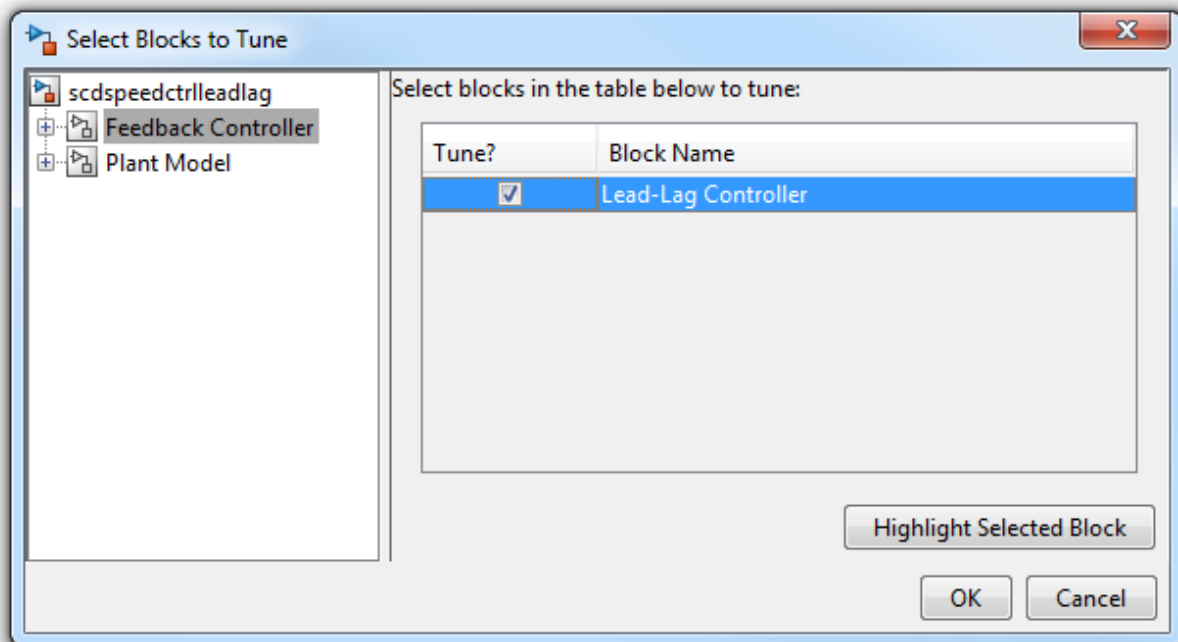 Select Blocks to Tune
scdspeedctrlleadlag
Feedback Controller
Plant Model
Select blocks in the table below to tune:
Tune? Block Name
Lead-Lag Controller
Highlight Selected Block
OK Cancel